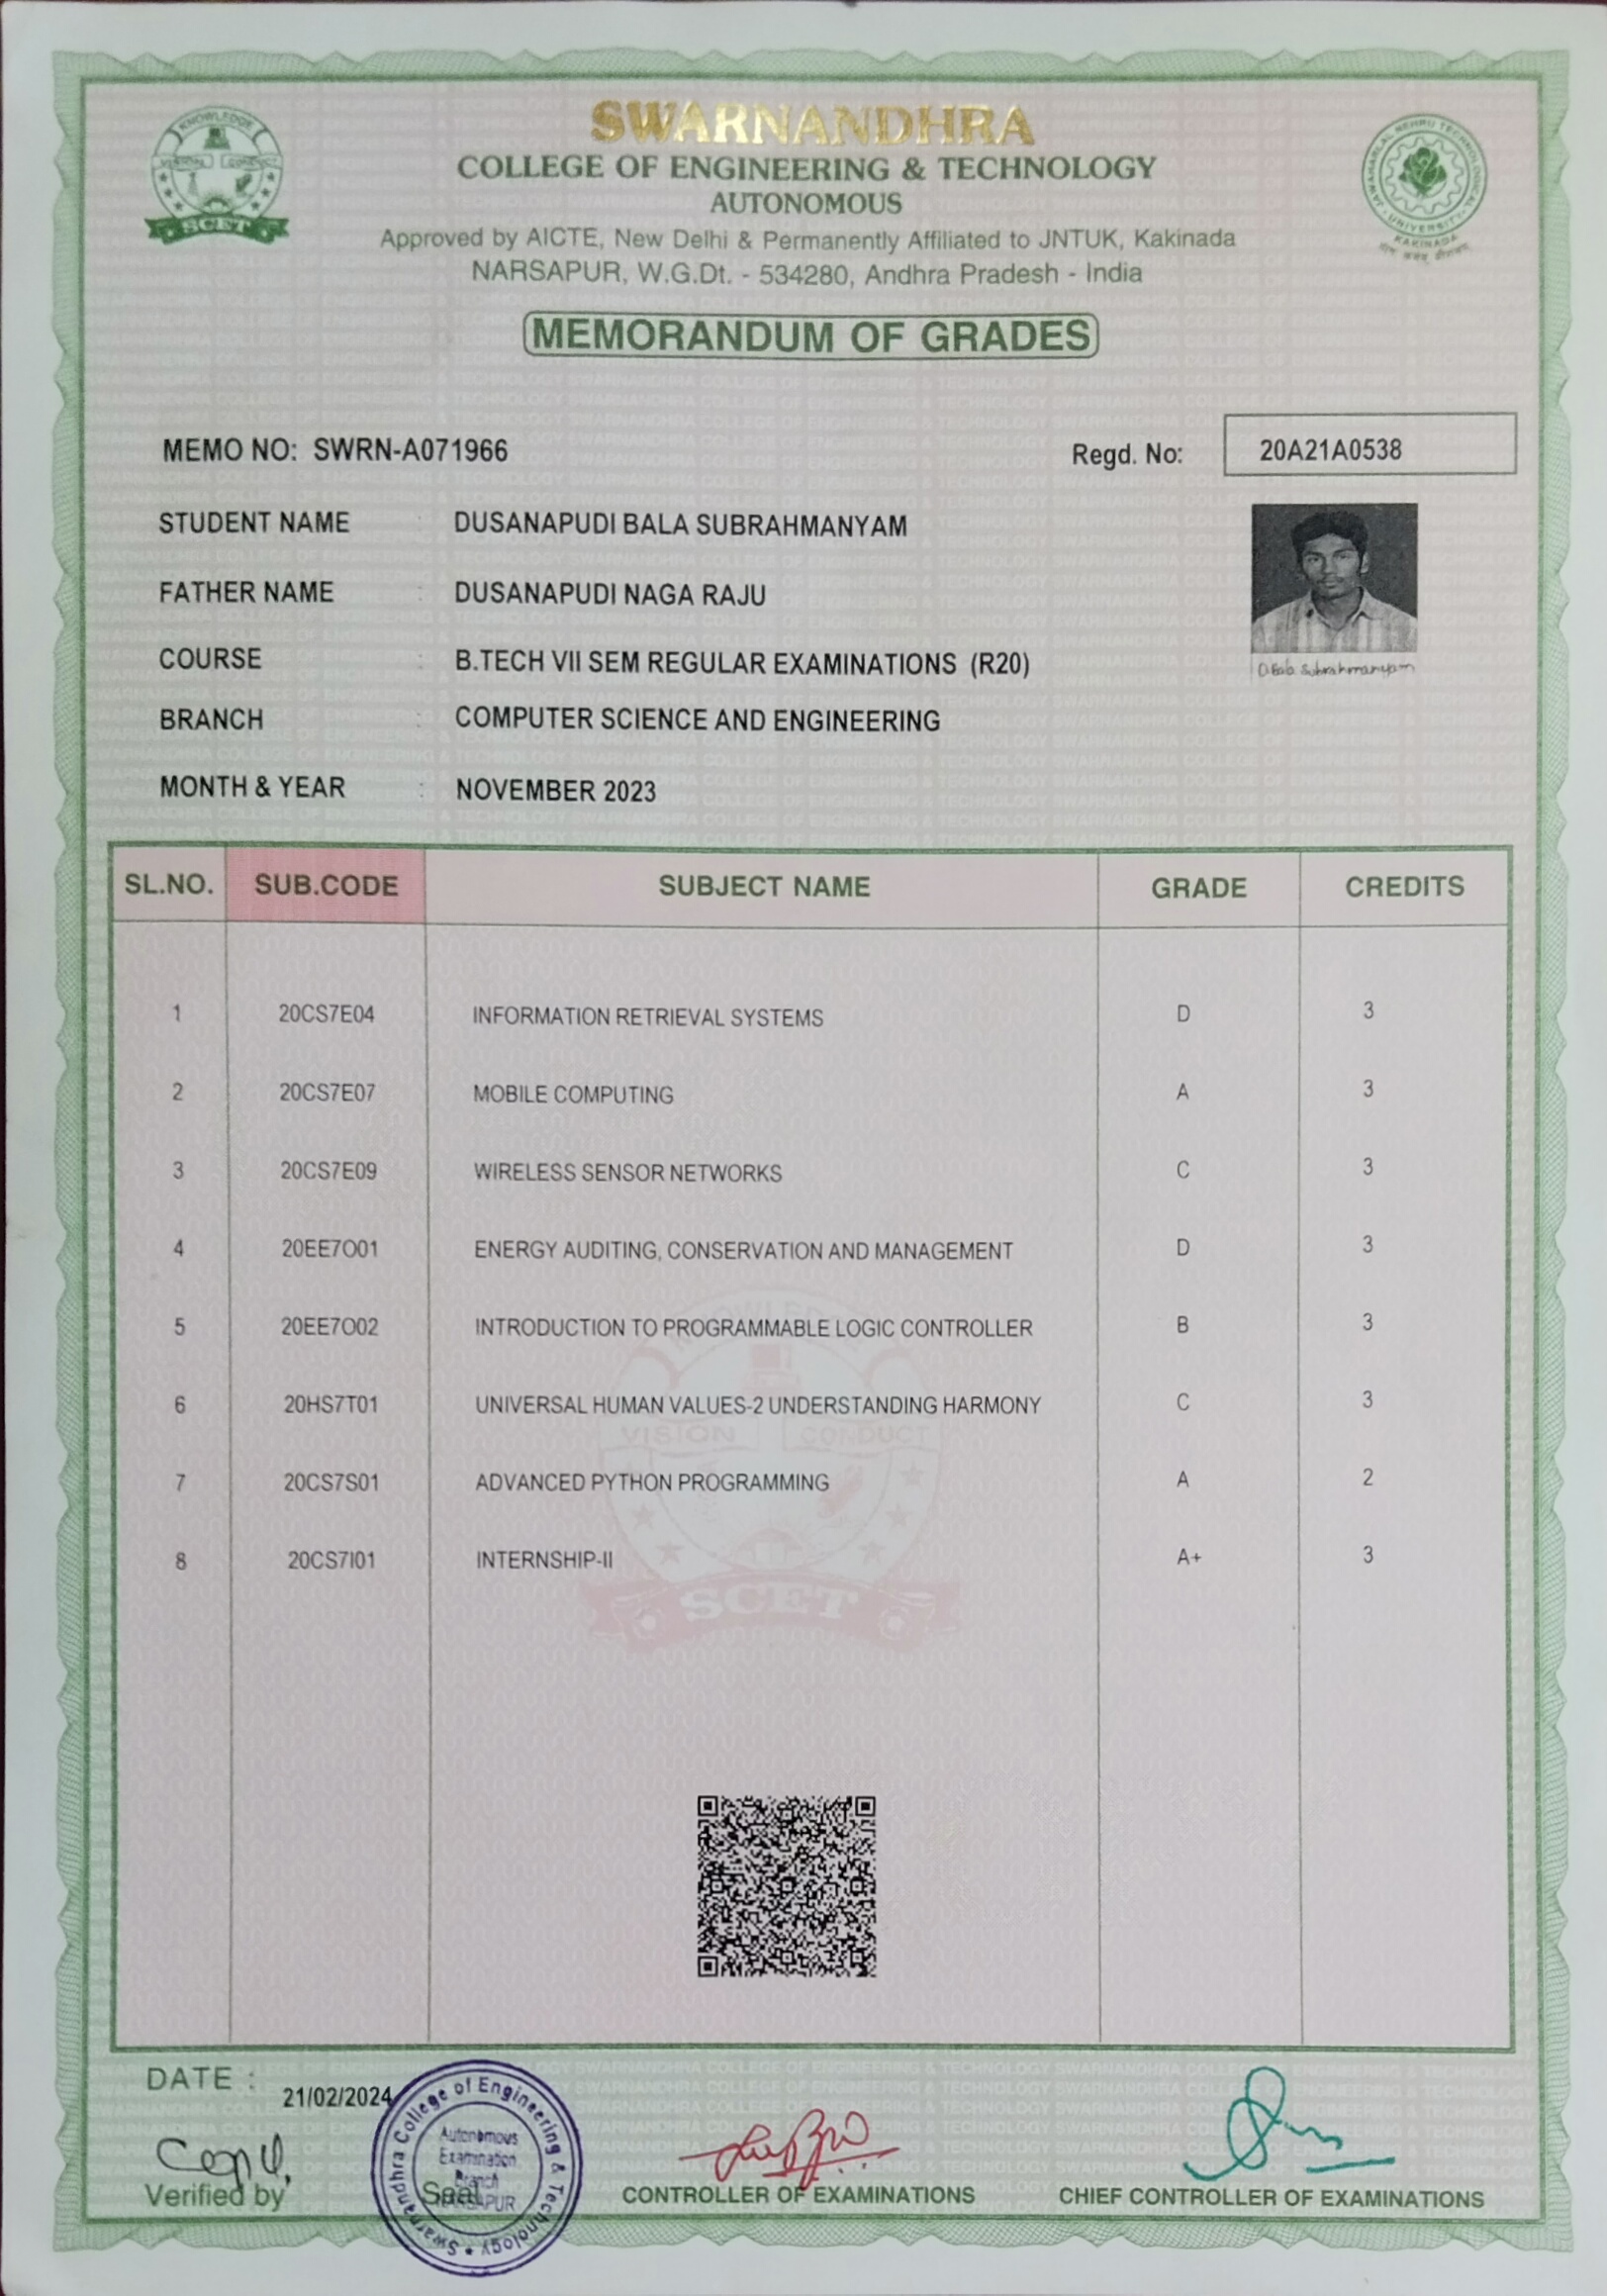 SWARNANDHRA
COLLEGE OF ENGINEERING & TECHNOLOGY
AUTONOMOUS
Approved by AICTE, New Delhi & Permanently Affiliated to JNTUK, Kakinada
NARSAPUR, W.G.Dt. - 534280, Andhra Pradesh - India
KNOWLEDGE
VISION CONDUCT
SCET
JAWAHARLAL NEHRU TECHNOLOGICAL UNIVERSITY
KAKINADA
MEMORANDUM OF GRADES
MEMO NO: SWRN-A071966 Regd. No: 20A21A0538
STUDENT NAME : DUSANAPUDI BALA SUBRAHMANYAM
FATHER NAME : DUSANAPUDI NAGA RAJU
COURSE : B.TECH VII SEM REGULAR EXAMINATIONS (R20)
D.Bala Subrahmanyam
BRANCH : COMPUTER SCIENCE AND ENGINEERING
MONTH & YEAR : NOVEMBER 2023
SL.NO. SUB.CODE SUBJECT NAME GRADE CREDITS
1 20CS7E04 INFORMATION RETRIEVAL SYSTEMS D 3
2 20CS7E07 MOBILE COMPUTING A 3
3 20CS7E09 WIRELESS SENSOR NETWORKS C 3
4 20EE7O01 ENERGY AUDITING, CONSERVATION AND MANAGEMENT D 3
5 20EE7O02 INTRODUCTION TO PROGRAMMABLE LOGIC CONTROLLER B 3
6 20HS7T01 UNIVERSAL HUMAN VALUES-2 UNDERSTANDING HARMONY C 3
7 20CS7S01 ADVANCED PYTHON PROGRAMMING A 2
8 20CS7I01 INTERNSHIP-II A+ 3
KNOWLEDGE
VISION CONDUCT
SCET
DATE : 21/02/2024
Swarnandhra College of Engineering & Technology
Autonomous
Examination
Branch
NARSAPUR
Verified by Seal CONTROLLER OF EXAMINATIONS CHIEF CONTROLLER OF EXAMINATIONS